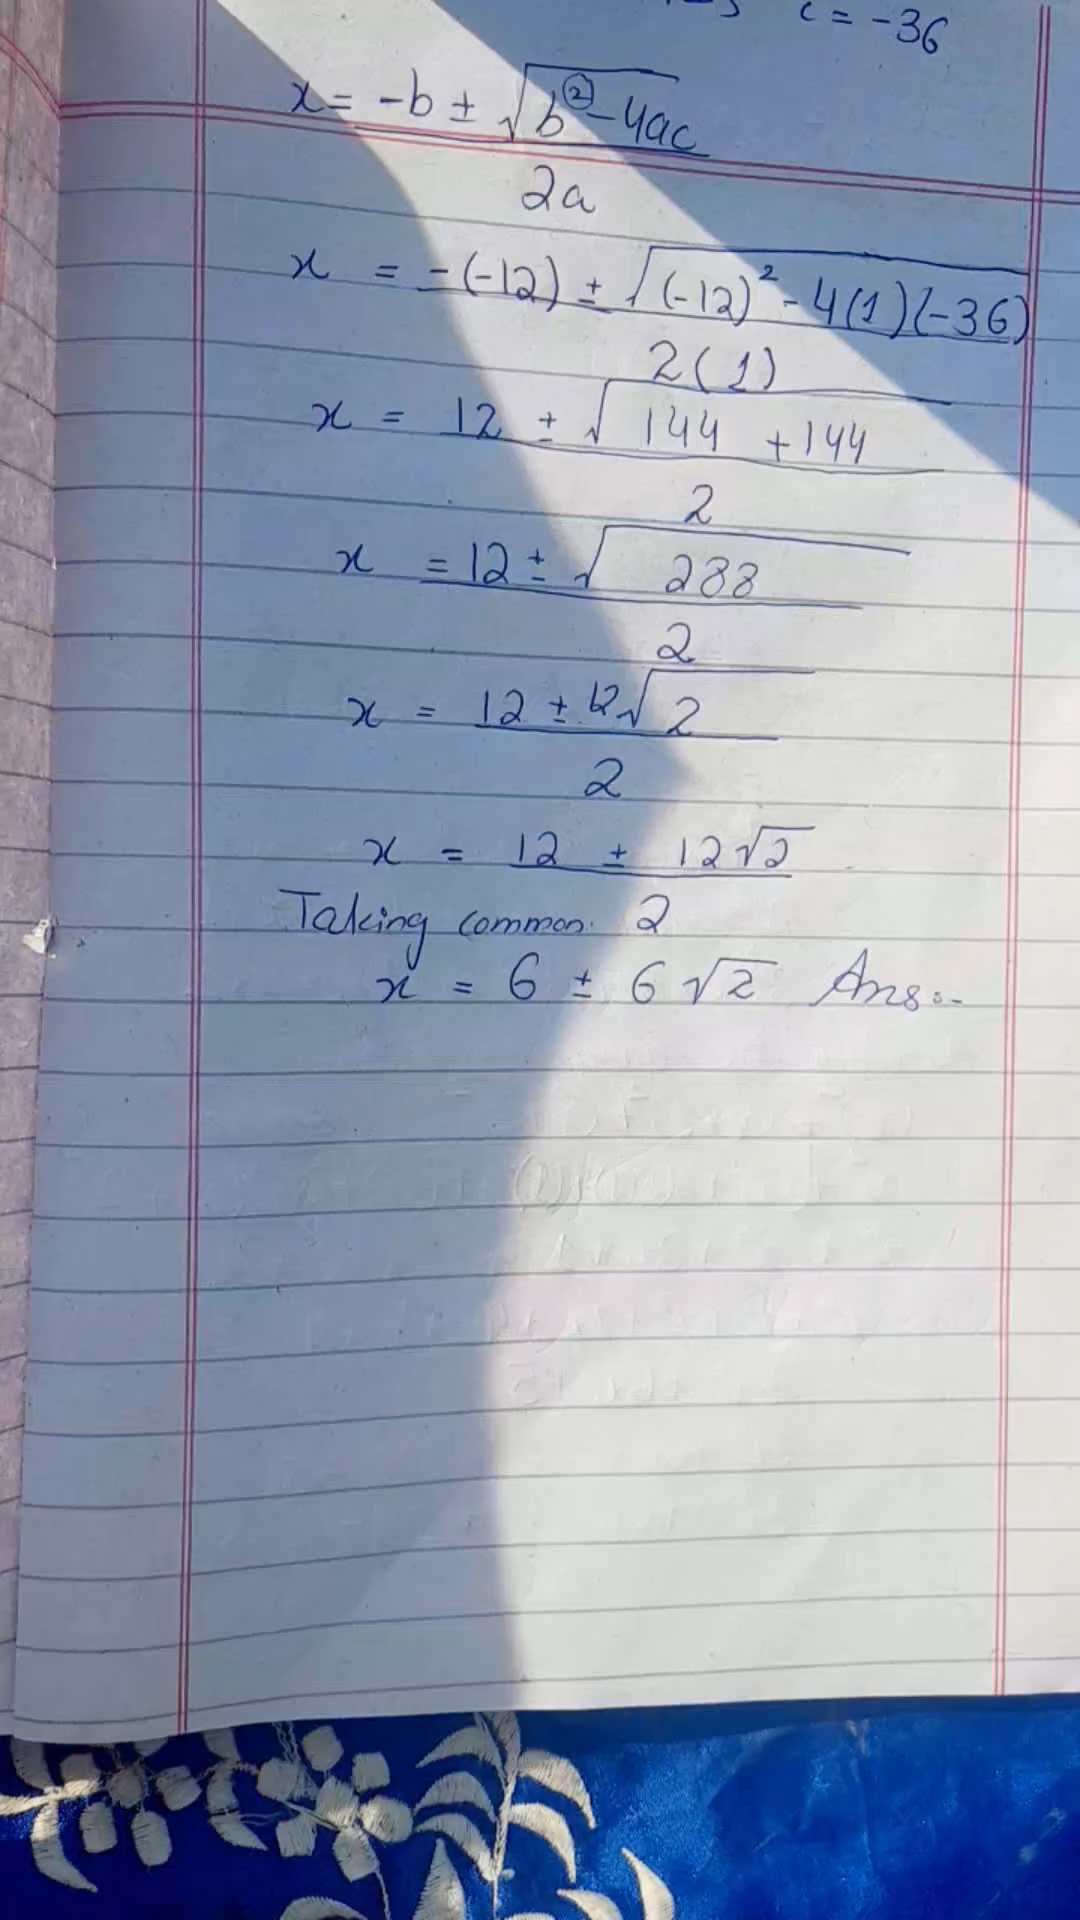 c = -36
x = -b ± √b² - 4ac
2a
x = -(-12) ± √(-12)² - 4(1)(-36)
2(1)
x = 12 ± √144 + 144
2
x = 12 ± √288
2
x = 12 ± 12√2
2
x = 12 ± 12√2
Taking common. 2
x = 6 ± 6√2 Ans:-